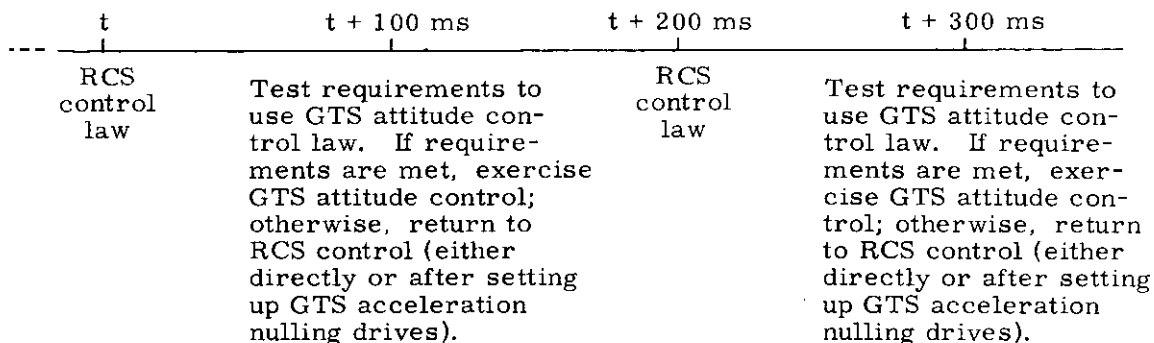 t
t + 100 ms
t + 200 ms
t + 300 ms
RCS
control
law
Test requirements to
use GTS attitude con-
trol law. If require-
ments are met, exercise
GTS attitude control;
otherwise, return to
RCS control (either
directly or after setting
up GTS acceleration
nulling drives).
RCS
control
law
Test requirements to
use GTS attitude con-
trol law. If require-
ments are met, exer-
cise GTS attitude con-
trol; otherwise, return
to RCS control (either
directly or after setting
up GTS acceleration
nulling drives).